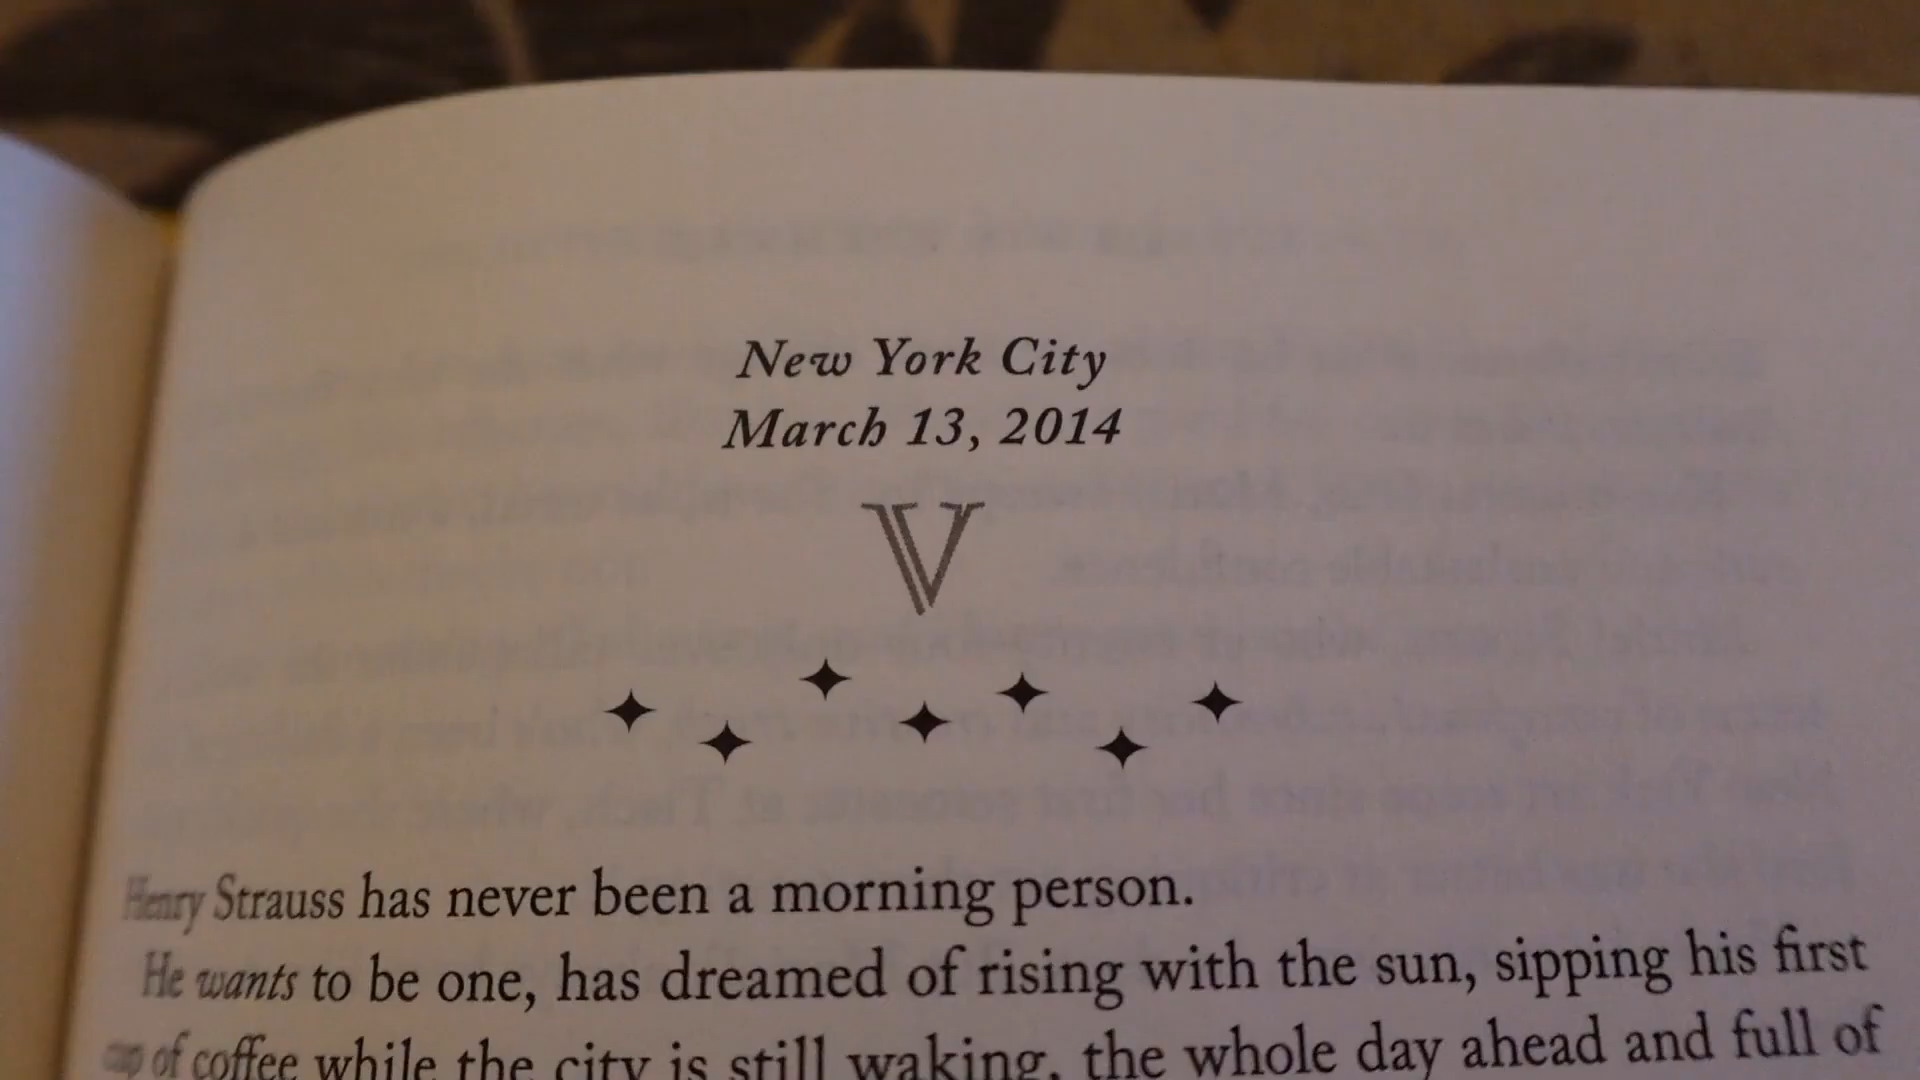 New York City
March 13, 2014
V
Henry Strauss has never been a morning person.
He wants to be one, has dreamed of rising with the sun, sipping his first
cup of coffee while the city is still waking, the whole day ahead and full of